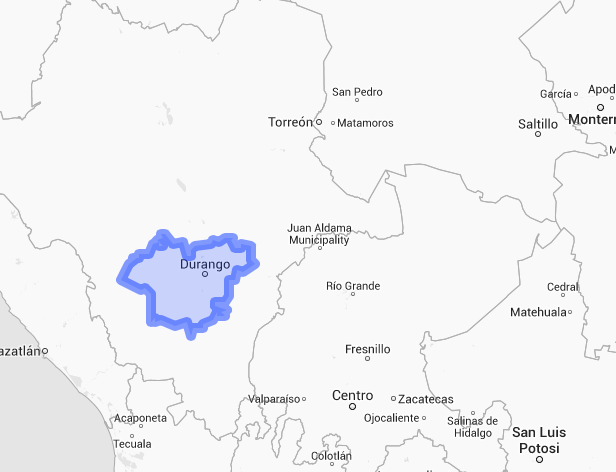 San Pedro
García
Apod
Torreón
Matamoros
Saltillo
Monterr
M
Juan Aldama
Municipality
Durango
Río Grande
Cedral
Matehuala
azatlán
Fresnillo
Valparaíso
Centro
Zacatecas
Ojocaliente
Acaponeta
Tecuala
Salinas de
Hidalgo
San Luis
Potosi
Colotlán